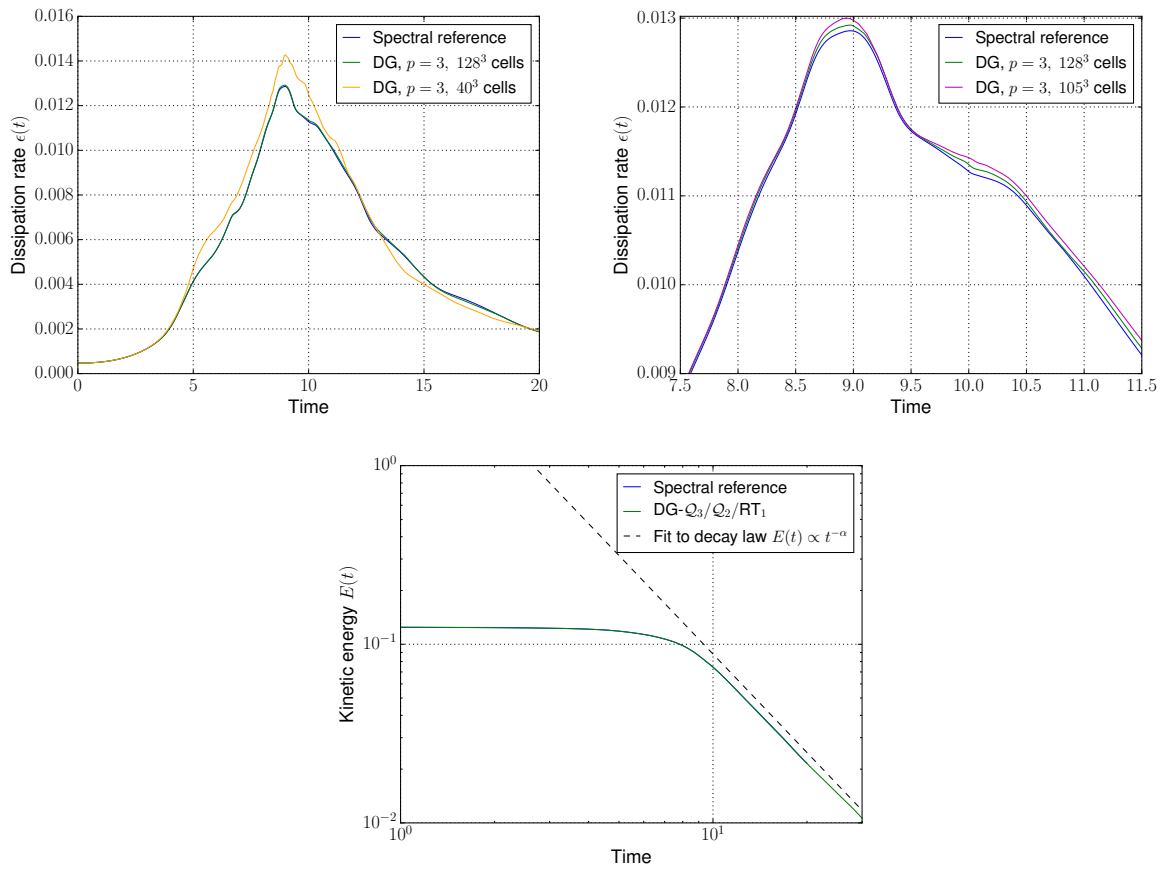 0.016
0.014
0.012
0.010
0.008
0.006
0.004
0.002
0.000
Dissipation rate ϵ(t)
Spectral reference
DG, p = 3, 128³ cells
DG, p = 3, 40³ cells
0 5 10 15 20
Time
0.013
0.012
0.011
0.010
0.009
Dissipation rate ϵ(t)
Spectral reference
DG, p = 3, 128³ cells
DG, p = 3, 105³ cells
7.5 8.0 8.5 9.0 9.5 10.0 10.5 11.0 11.5
Time
10⁰
10⁻¹
10⁻²
Kinetic energy E(t)
Spectral reference
DG-𝒬₃/𝒬₂/RT₁
Fit to decay law E(t) ∝ t⁻ᵅ
10⁰ 10¹
Time